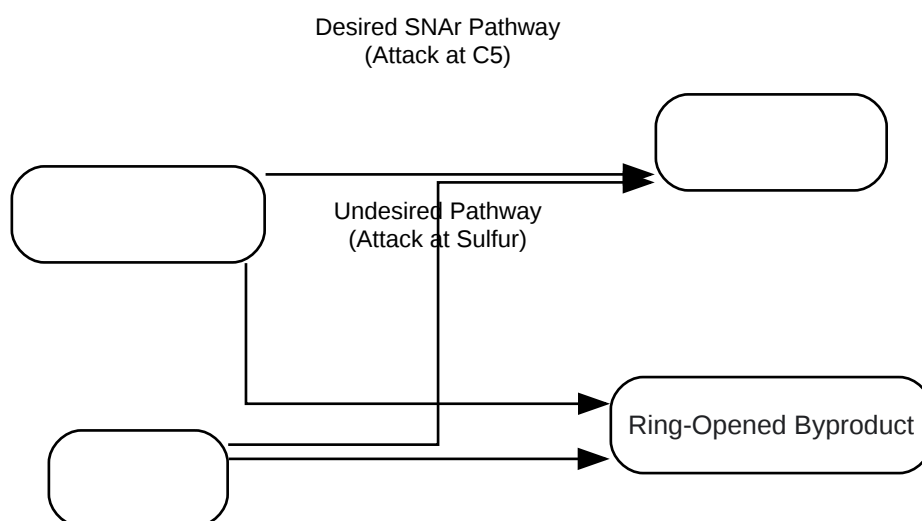 Desired SNAr Pathway
(Attack at C5)
Undesired Pathway
(Attack at Sulfur)
Ring-Opened Byproduct